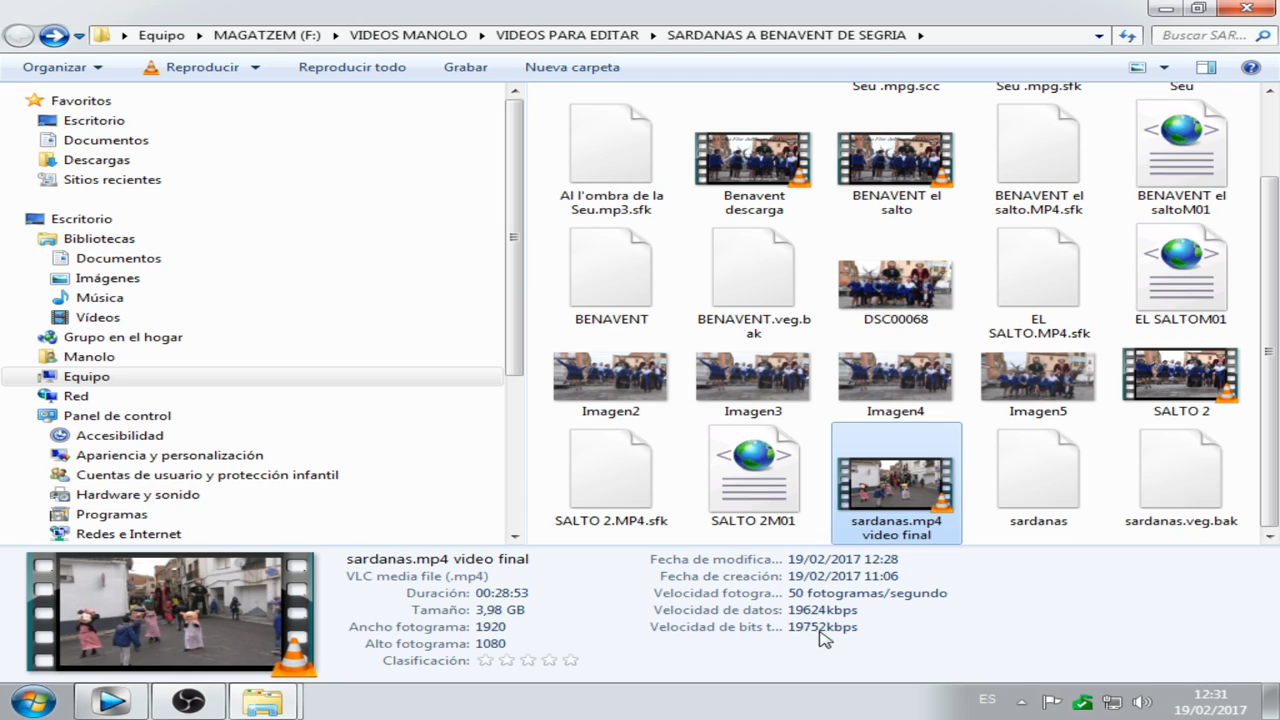 Equipo ▸ MAGATZEM (F:) ▸ VIDEOS MANOLO ▸ VIDEOS PARA EDITAR ▸ SARDANAS A BENAVENT DE SEGRIA ▸
Buscar SAR...
Organizar Reproducir Reproducir todo Grabar Nueva carpeta
Favoritos
Escritorio
Documentos
Descargas
Sitios recientes
Escritorio
Bibliotecas
Documentos
Imágenes
Música
Vídeos
Grupo en el hogar
Manolo
Equipo
Red
Panel de control
Accesibilidad
Apariencia y personalización
Cuentas de usuario y protección infantil
Hardware y sonido
Programas
Redes e Internet
Seu .mpg.scc
Seu .mpg.sfk
Seu
Al l'ombra de la
Seu.mp3.sfk
Benavent
descarga
BENAVENT el
salto
BENAVENT el
salto.MP4.sfk
BENAVENT el
saltoM01
BENAVENT
BENAVENT.veg.b
ak
DSC00068
EL
SALTO.MP4.sfk
EL SALTOM01
Imagen2
Imagen3
Imagen4
Imagen5
SALTO 2
SALTO 2.MP4.sfk
SALTO 2M01
sardanas.mp4
video final
sardanas
sardanas.veg.bak
sardanas.mp4 video final
VLC media file (.mp4)
Duración: 00:28:53
Tamaño: 3,98 GB
Ancho fotograma: 1920
Alto fotograma: 1080
Clasificación:
Fecha de modifica... 19/02/2017 12:28
Fecha de creación: 19/02/2017 11:06
Velocidad fotogra... 50 fotogramas/segundo
Velocidad de datos: 19624kbps
Velocidad de bits t... 19752kbps
ES
12:31
19/02/2017